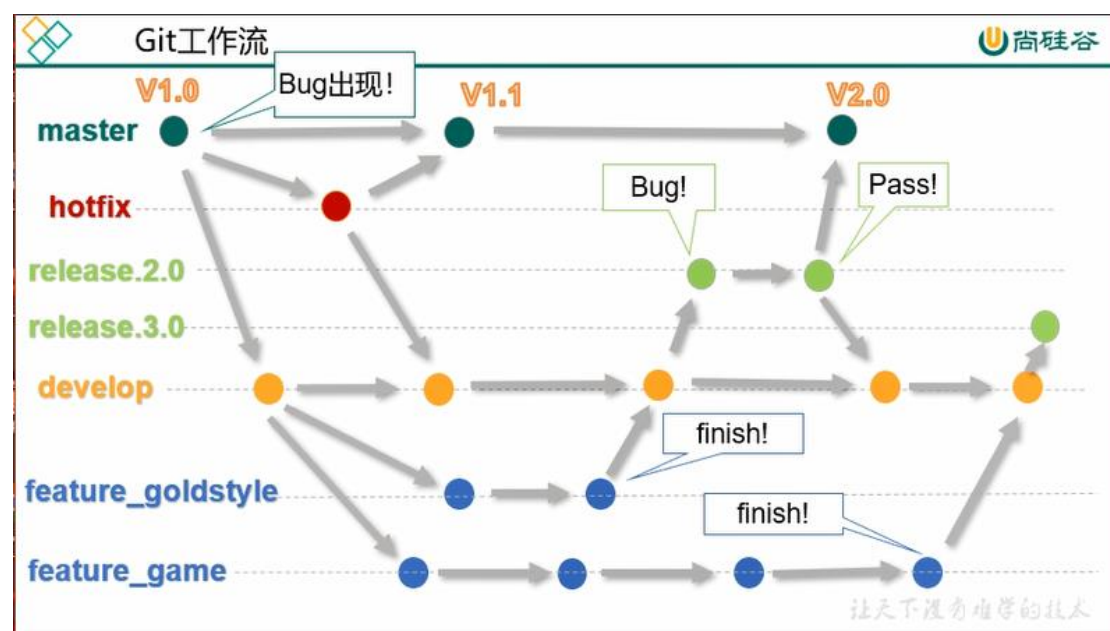 Git工作流
尚硅谷
V1.0
Bug出现！
V1.1
V2.0
master
hotfix
Bug!
Pass!
release.2.0
release.3.0
develop
finish!
feature_goldstyle
finish!
feature_game
让天下没有难学的技术